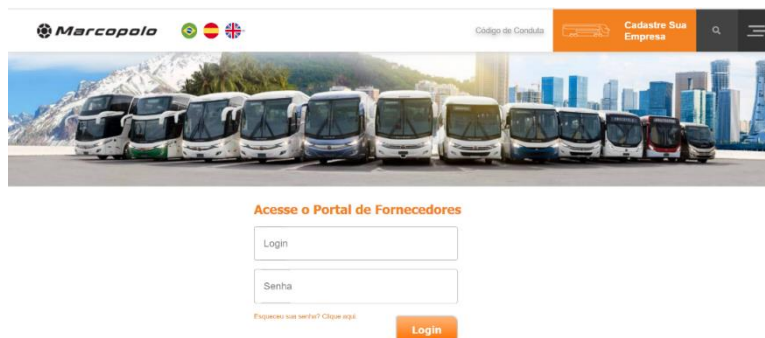 Marcopolo
Código de Conduta
Cadastre Sua
Empresa
Acesse o Portal de Fornecedores
Login
Senha
Esqueceu sua senha? Clique aqui.
Login